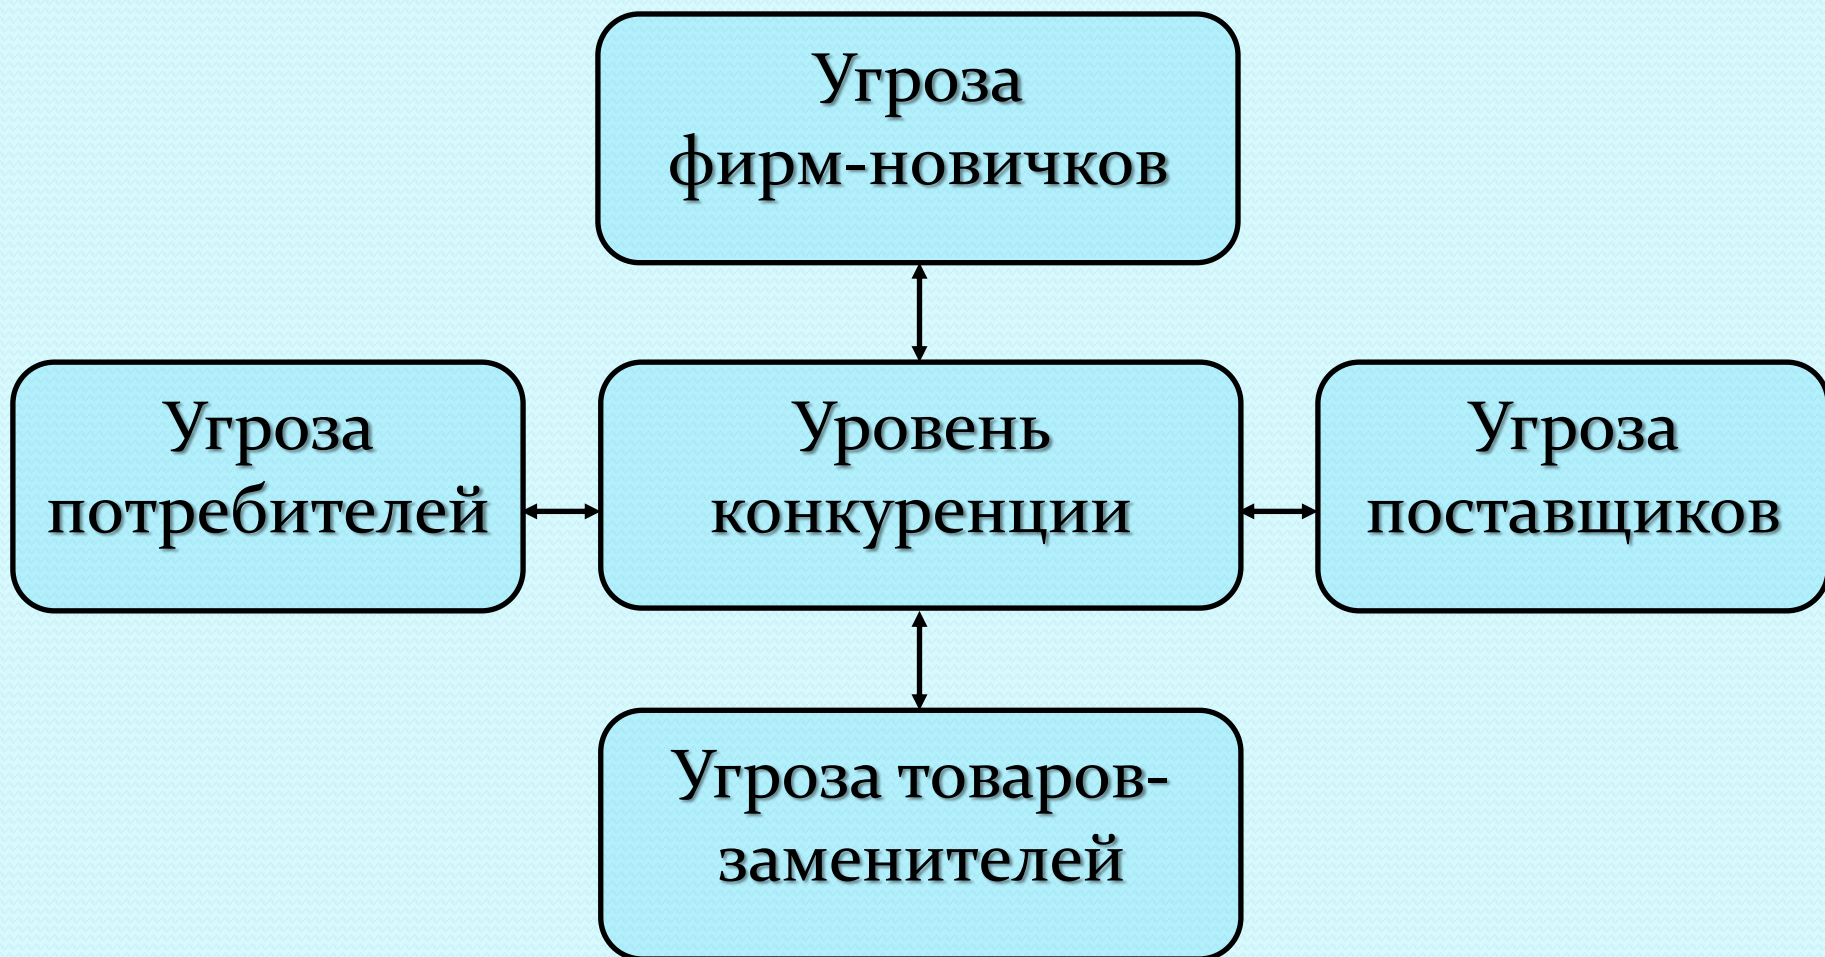 Угроза
фирм-новичков
Угроза
потребителей
Уровень
конкуренции
Угроза
поставщиков
Угроза товаров-
заменителей